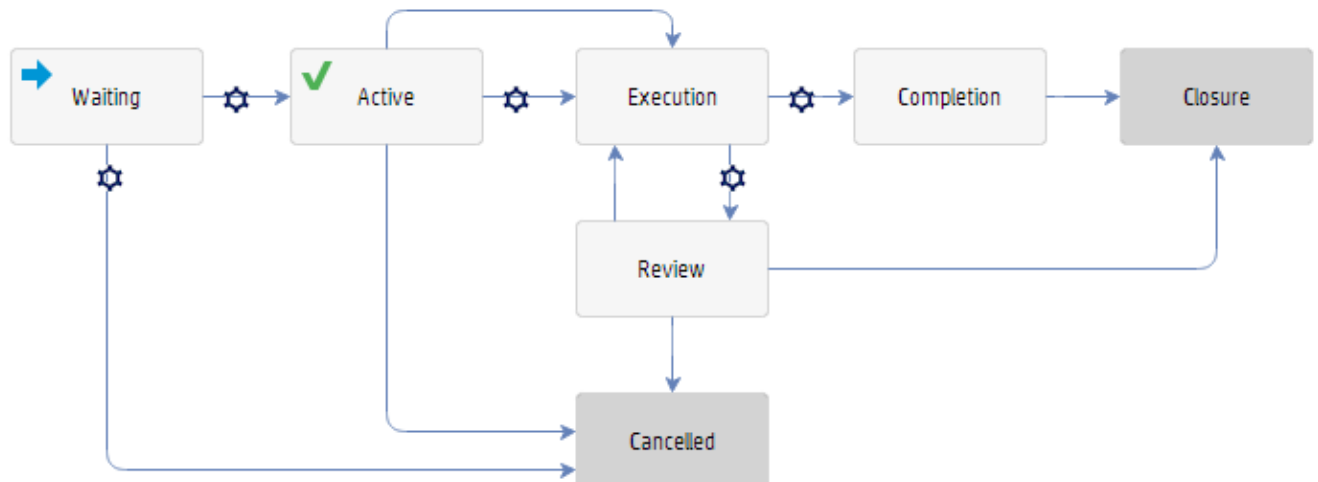 Waiting
Active
Execution
Completion
Closure
Review
Cancelled